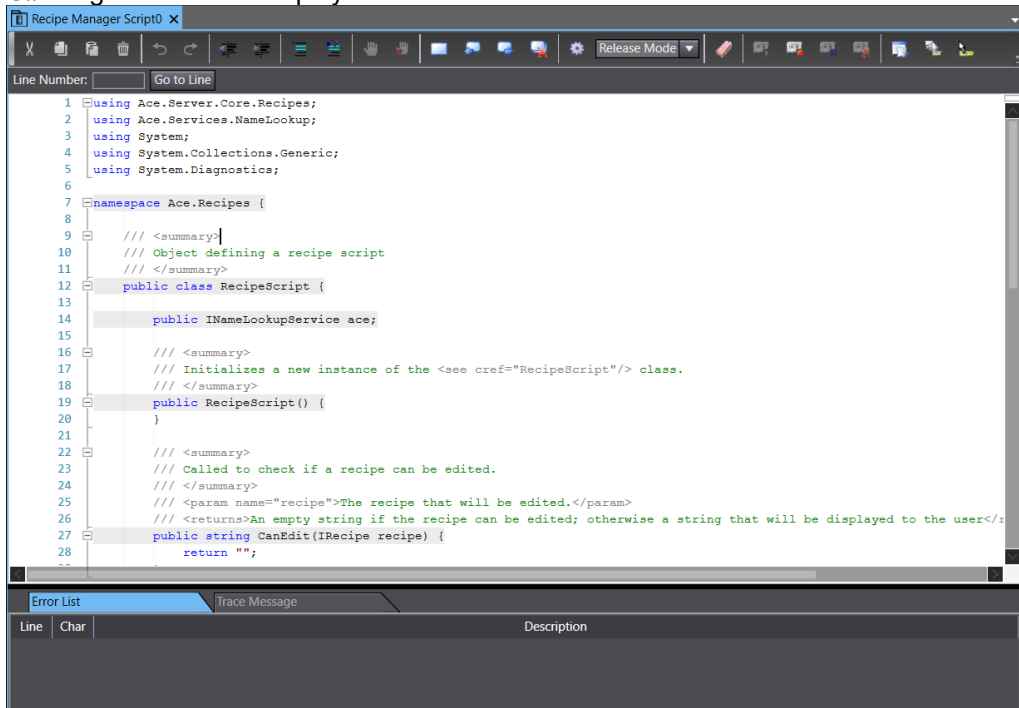 Recipe Manager Script0
Release Mode
Line Number: Go to Line
1 using Ace.Server.Core.Recipes;
2 using Ace.Services.NameLookup;
3 using System;
4 using System.Collections.Generic;
5 using System.Diagnostics;
6
7 namespace Ace.Recipes {
8
9 /// <summary>
10 /// Object defining a recipe script
11 /// </summary>
12 public class RecipeScript {
13
14 public INameLookupService ace;
15
16 /// <summary>
17 /// Initializes a new instance of the <see cref="RecipeScript"/> class.
18 /// </summary>
19 public RecipeScript() {
20 }
21
22 /// <summary>
23 /// Called to check if a recipe can be edited.
24 /// </summary>
25 /// <param name="recipe">The recipe that will be edited.</param>
26 /// <returns>An empty string if the recipe can be edited; otherwise a string that will be displayed to the user</r
27 public string CanEdit(IRecipe recipe) {
28 return "";
Error List Trace Message
Line Char Description